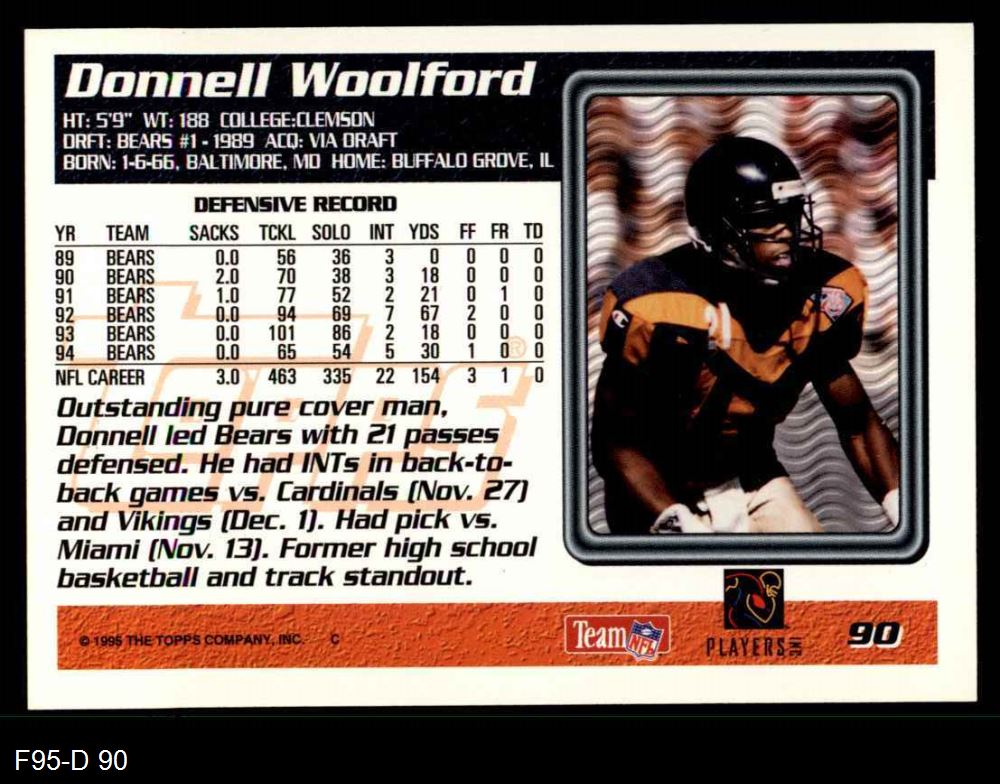 Donnell Woolford
HT: 5'9" WT: 188 COLLEGE:CLEMSON
DRFT: BEARS #1 - 1989 ACQ: VIA DRAFT
BORN: 1-6-66, BALTIMORE, MD HOME: BUFFALO GROVE, IL
DEFENSIVE RECORD
YR TEAM SACKS TCKL SOLO INT YDS FF FR TD
89 BEARS 0.0 56 36 3 0 0 0 0
90 BEARS 2.0 70 38 3 18 0 0 0
91 BEARS 1.0 77 52 2 21 0 1 0
92 BEARS 0.0 94 69 7 67 2 0 0
93 BEARS 0.0 101 86 2 18 0 0 0
94 BEARS 0.0 65 54 5 30 1 0 0
NFL CAREER 3.0 463 335 22 154 3 1 0
Topps®
Outstanding pure cover man,
Donnell led Bears with 21 passes
defensed. He had INTs in back-to-
back games vs. Cardinals (Nov. 27)
and Vikings (Dec. 1). Had pick vs.
Miami (Nov. 13). Former high school
basketball and track standout.
© 1995 THE TOPPS COMPANY, INC. C
Team NFL
PLAYERS INC
90
F95-D 90